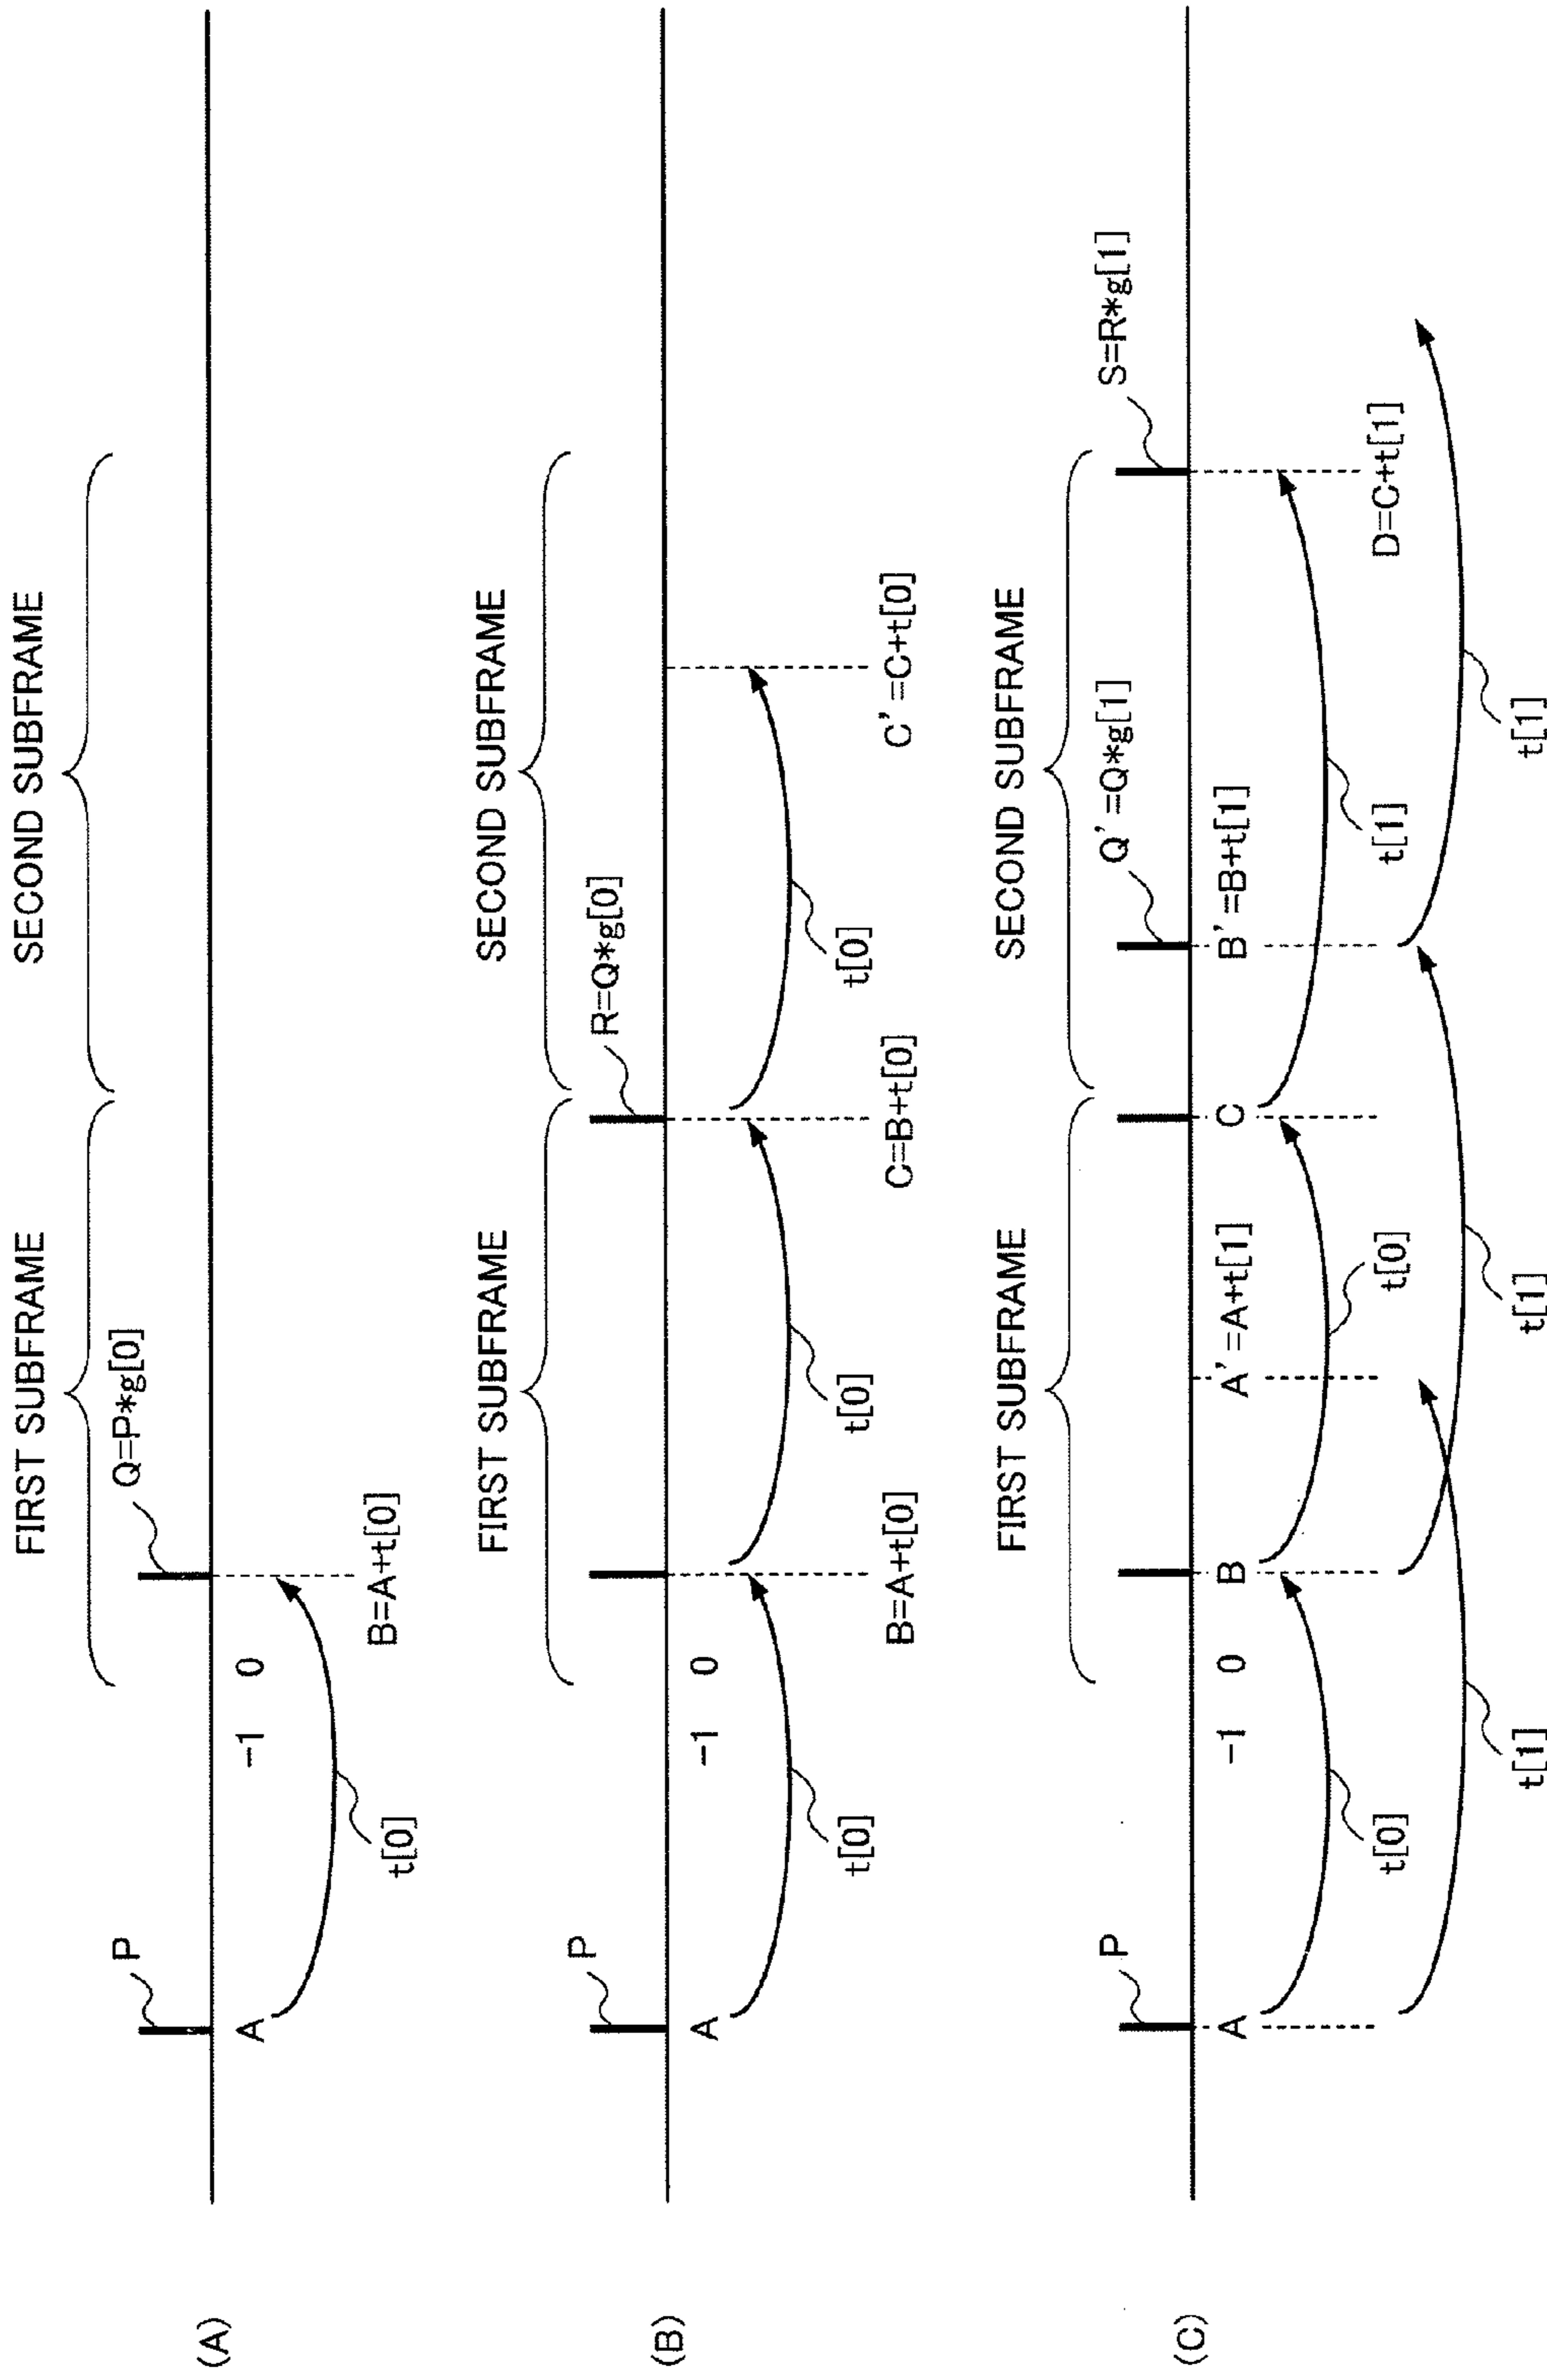 (A)
FIRST SUBFRAME
SECOND SUBFRAME
P
Q=P*g[0]
A
-1
0
t[0]
B=A+t[0]
(B)
FIRST SUBFRAME
SECOND SUBFRAME
P
R=Q*g[0]
A
-1
0
t[0]
t[0]
t[0]
B=A+t[0]
C=B+t[0]
C'=C+t[0]
(C)
FIRST SUBFRAME
SECOND SUBFRAME
P
Q'=Q*g[1]
S=R*g[1]
A
-1
0
B
A'=A+t[1]
C
B'=B+t[1]
t[0]
t[0]
t[1]
D=C+t[1]
t[1]
t[1]
t[1]